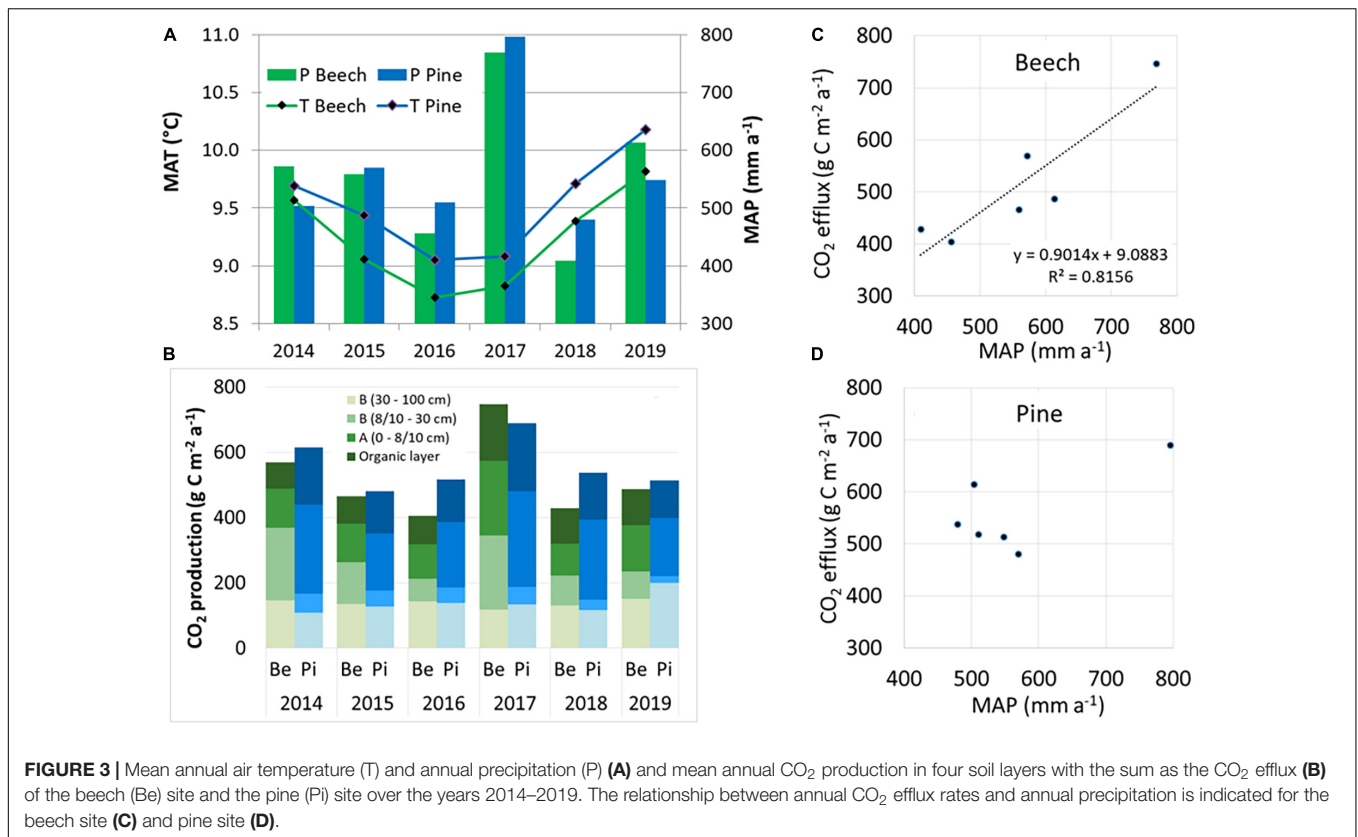 A
11.0
10.5
10.0
9.5
9.0
8.5
MAT (°C)
P Beech P Pine
T Beech T Pine
800
700
600
500
400
300
MAP (mm a⁻¹)
2014 2015 2016 2017 2018 2019
B
800
600
400
200
0
CO₂ production (g C m⁻² a⁻¹)
B (30 - 100 cm)
B (8/10 - 30 cm)
A (0 - 8/10 cm)
Organic layer
Be Pi Be Pi Be Pi Be Pi Be Pi Be Pi
2014 2015 2016 2017 2018 2019
C
Beech
800
700
600
500
400
300
CO₂ efflux (g C m⁻² a⁻¹)
y = 0.9014x + 9.0883
R² = 0.8156
400 500 600 700 800
MAP (mm a⁻¹)
D
Pine
800
700
600
500
400
300
CO₂ efflux (g C m⁻² a⁻¹)
400 500 600 700 800
MAP (mm a⁻¹)
FIGURE 3 | Mean annual air temperature (T) and annual precipitation (P) (A) and mean annual CO₂ production in four soil layers with the sum as the CO₂ efflux (B)
of the beech (Be) site and the pine (Pi) site over the years 2014–2019. The relationship between annual CO₂ efflux rates and annual precipitation is indicated for the
beech site (C) and pine site (D).